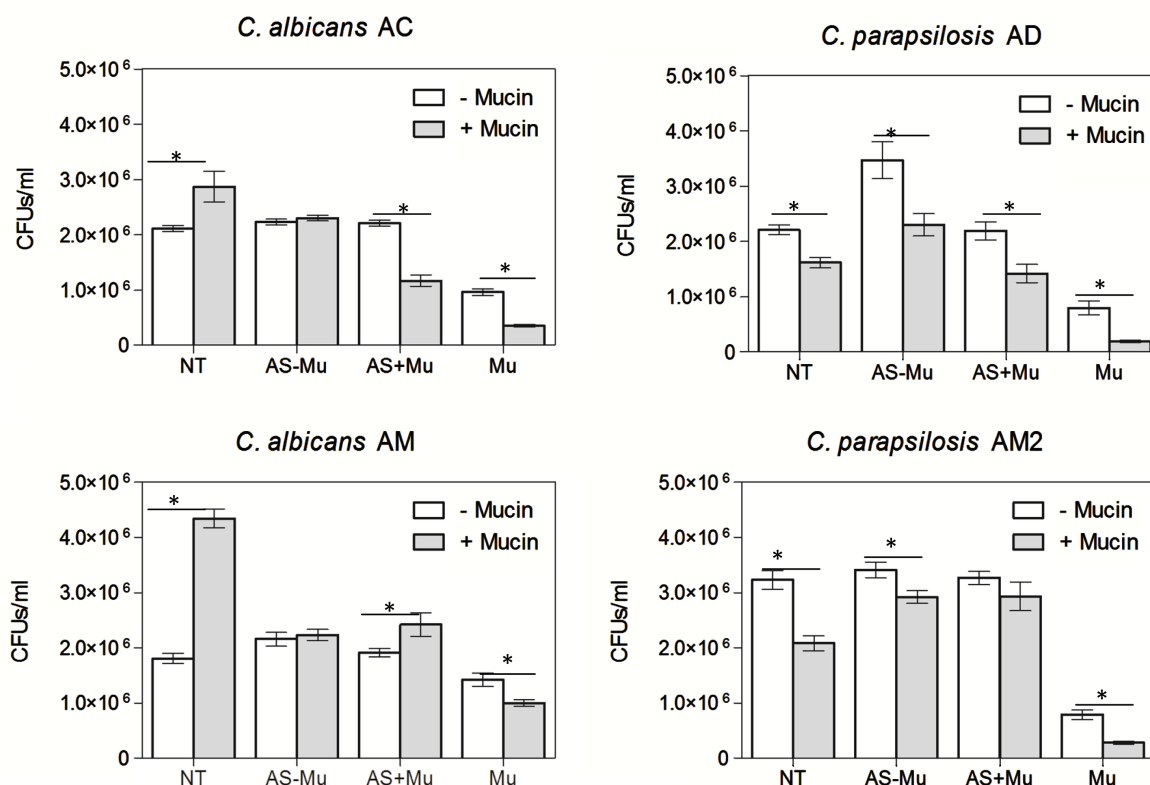 C. albicans AC
CFUs/ml
5.0×10⁶
4.0×10⁶
3.0×10⁶
2.0×10⁶
1.0×10⁶
0
- Mucin
+ Mucin
*
*
*
NT AS-Mu AS+Mu Mu
C. parapsilosis AD
CFUs/ml
5.0×10⁶
4.0×10⁶
3.0×10⁶
2.0×10⁶
1.0×10⁶
0
- Mucin
+ Mucin
*
*
*
*
NT AS-Mu AS+Mu Mu
C. albicans AM
CFUs/ml
5.0×10⁶
4.0×10⁶
3.0×10⁶
2.0×10⁶
1.0×10⁶
0
- Mucin
+ Mucin
*
*
*
NT AS-Mu AS+Mu Mu
C. parapsilosis AM2
CFUs/ml
5.0×10⁶
4.0×10⁶
3.0×10⁶
2.0×10⁶
1.0×10⁶
0
- Mucin
+ Mucin
*
*
*
NT AS-Mu AS+Mu Mu